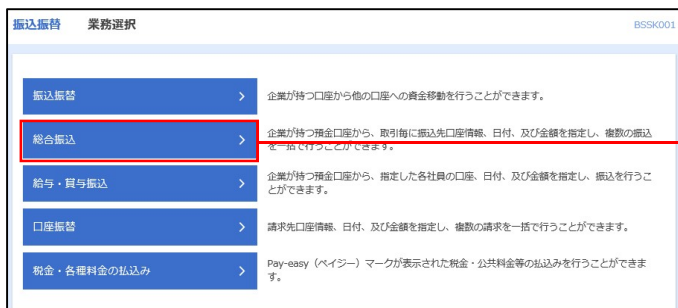 振込振替 業務選択 BSSK001
振込振替 企業が持つ口座から他の口座への資金移動を行うことができます。
総合振込 企業が持つ預金口座から、取引毎に振込先口座情報、日付、及び金額を指定し、複数の振込
を一括で行うことができます。
給与・賞与振込 企業が持つ預金口座から、指定した各社員の口座、日付、及び金額を指定し、振込を行うこ
とができます。
口座振替 請求先口座情報、日付、及び金額を指定し、複数の請求を一括で行うことができます。
税金・各種料金の払込み Pay-easy（ペイジー）マークが表示された税金・公共料金等の払込みを行うことができま
す。